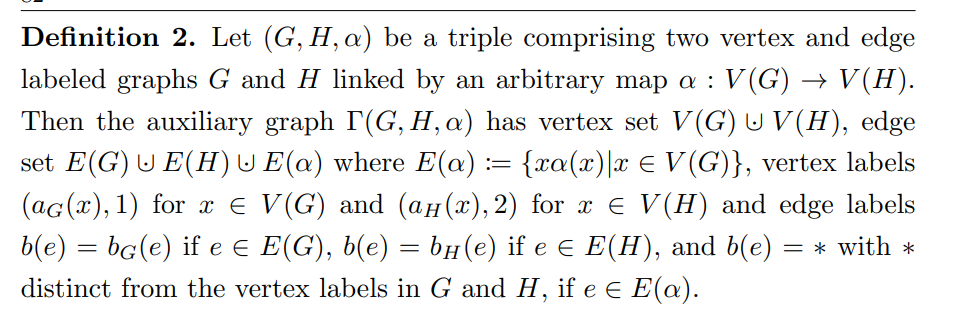 Definition 2. Let (G, H, α) be a triple comprising two vertex and edge
labeled graphs G and H linked by an arbitrary map α : V(G) → V(H).
Then the auxiliary graph Γ(G, H, α) has vertex set V(G) ⊍ V(H), edge
set E(G) ⊍ E(H) ⊍ E(α) where E(α) := {xα(x)|x ∈ V(G)}, vertex labels
(a_G(x), 1) for x ∈ V(G) and (a_H(x), 2) for x ∈ V(H) and edge labels
b(e) = b_G(e) if e ∈ E(G), b(e) = b_H(e) if e ∈ E(H), and b(e) = ∗ with ∗
distinct from the vertex labels in G and H, if e ∈ E(α).